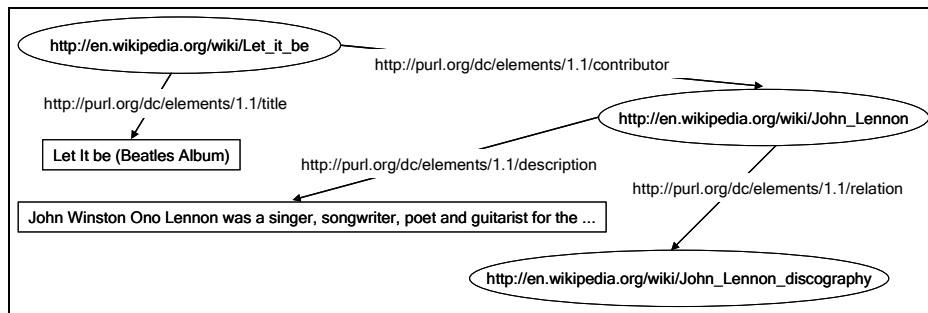 http://en.wikipedia.org/wiki/Let_it_be
http://purl.org/dc/elements/1.1/contributor
http://purl.org/dc/elements/1.1/title
http://en.wikipedia.org/wiki/John_Lennon
Let It be (Beatles Album)
http://purl.org/dc/elements/1.1/description
http://purl.org/dc/elements/1.1/relation
John Winston Ono Lennon was a singer, songwriter, poet and guitarist for the ...
http://en.wikipedia.org/wiki/John_Lennon_discography